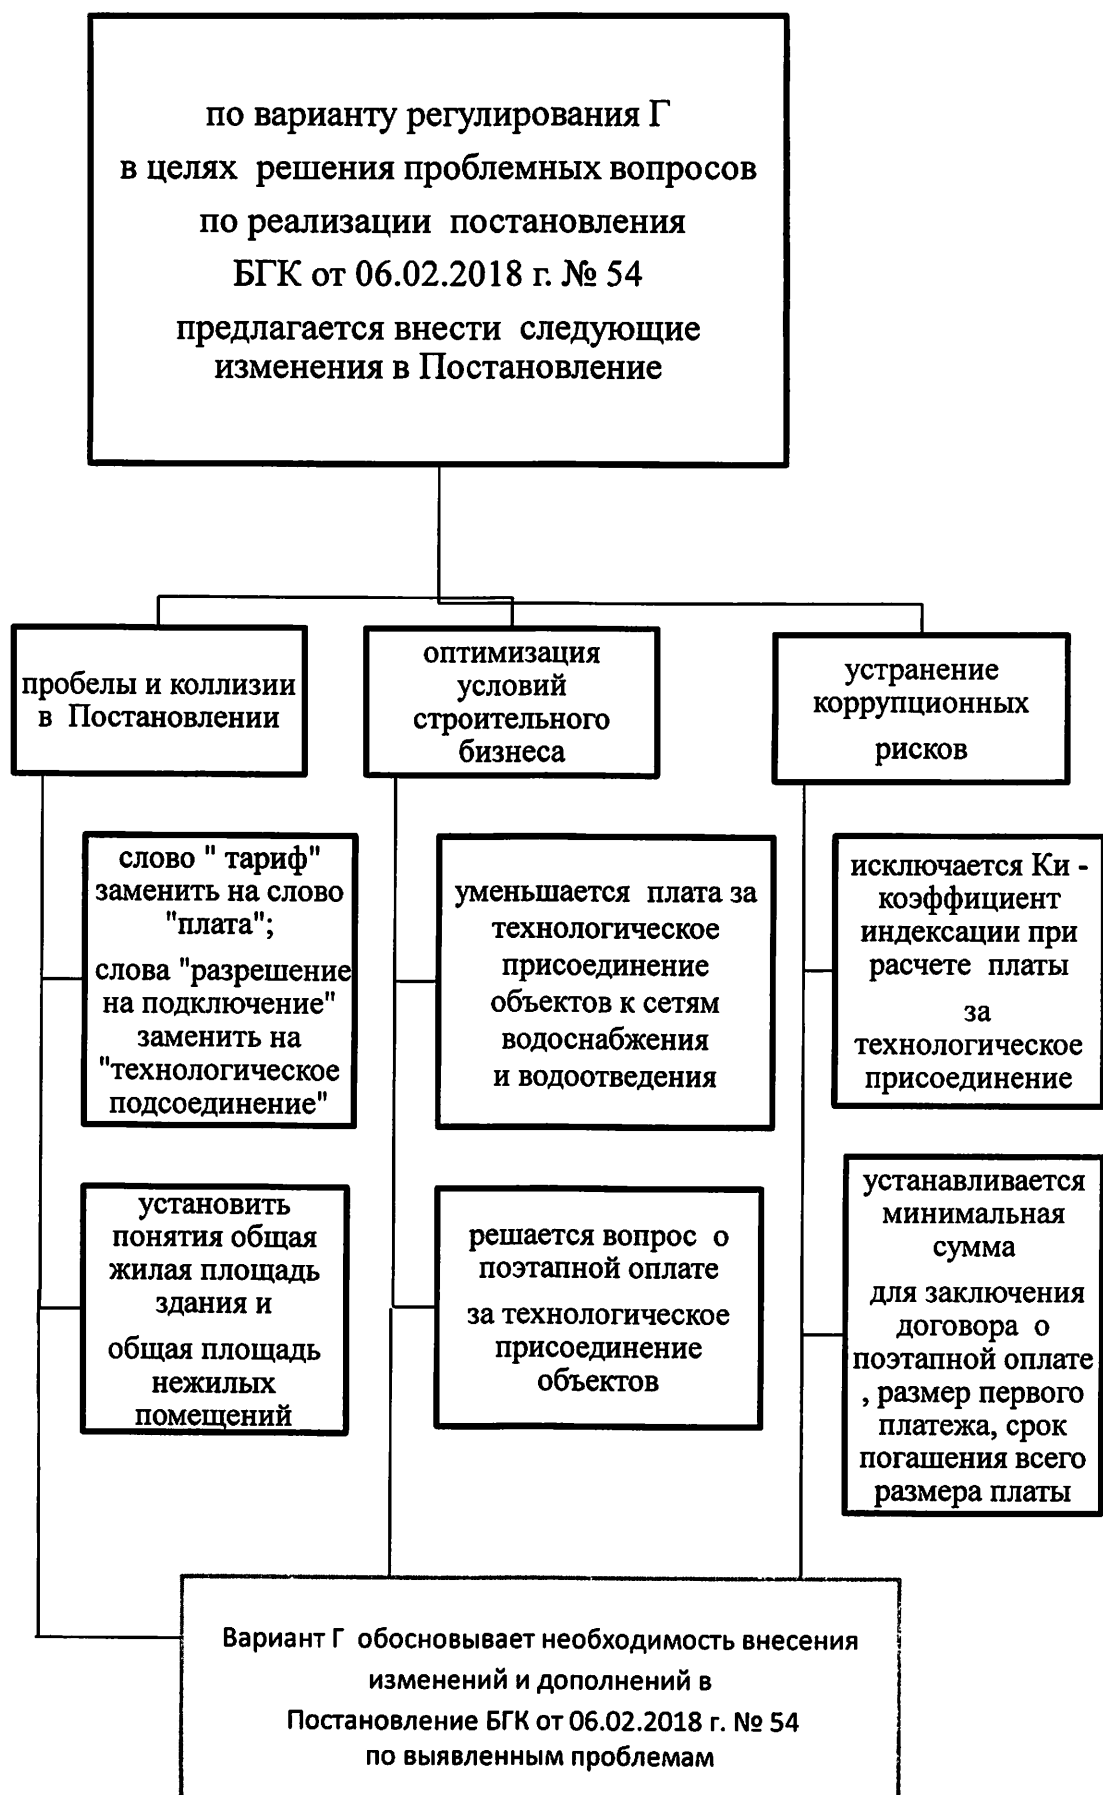 по варианту регулирования Г
в целях решения проблемных вопросов
по реализации постановления
БГК от 06.02.2018 г. № 54
предлагается внести следующие
изменения в Постановление
пробелы и коллизии
в Постановлении
оптимизация
условий
строительного
бизнеса
устранение
коррупционных
рисков
слово " тариф"
заменить на слово
"плата";
слова "разрешение
на подключение"
заменить на
"технологическое
подсоединение"
уменьшается плата за
технологическое
присоединение
объектов к сетям
водоснабжения
и водоотведения
исключается Ки -
коэффициент
индексации при
расчете платы
за
технологическое
присоединение
установить
понятия общая
жилая площадь
здания и
общая площадь
нежилых
помещений
решается вопрос о
поэтапной оплате
за технологическое
присоединение
объектов
устанавливается
минимальная
сумма
для заключения
договора о
поэтапной оплате
, размер первого
платежа, срок
погашения всего
размера платы
Вариант Г обосновывает необходимость внесения
изменений и дополнений в
Постановление БГК от 06.02.2018 г. № 54
по выявленным проблемам